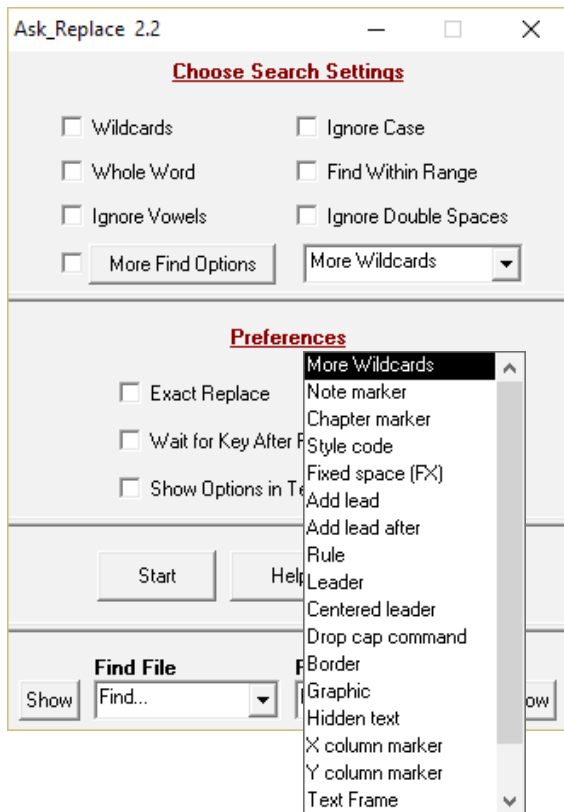 Ask_Replace 2.2
Choose Search Settings
Wildcards
Ignore Case
Whole Word
Find Within Range
Ignore Vowels
Ignore Double Spaces
More Find Options
More Wildcards
Preferences
Exact Replace
Wait for Key After
Show Options in
More Wildcards
Note marker
Chapter marker
Style code
Fixed space (FX)
Add lead
Add lead after
Rule
Leader
Centered leader
Drop cap command
Border
Graphic
Hidden text
X column marker
Y column marker
Text Frame
Start
Help
Find File
Show
Find...